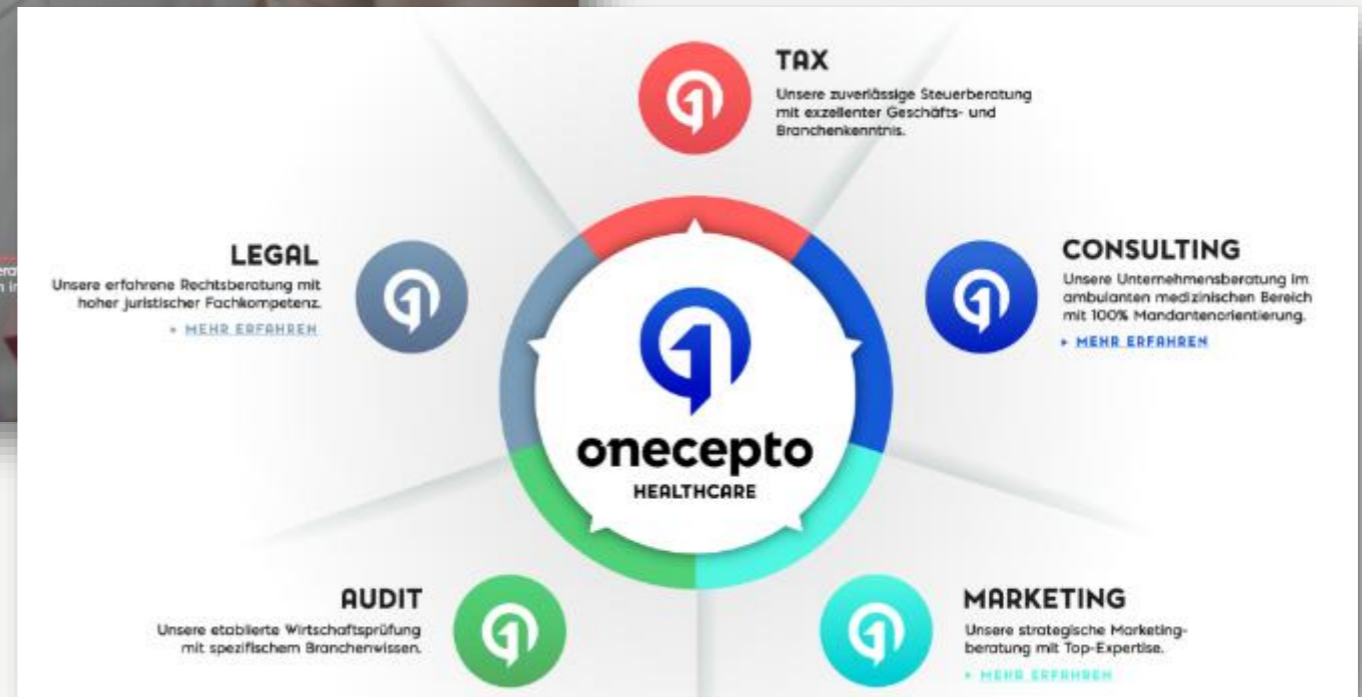 TAX
Unsere zuverlässige Steuerberatung
mit exzellenter Geschäfts- und
Branchenkenntnis.
LEGAL
Unsere erfahrene Rechtsberatung mit
hoher juristischer Fachkompetenz.
▸ MEHR ERFAHREN
CONSULTING
Unsere Unternehmensberatung im
ambulanten medizinischen Bereich
mit 100% Mandantenorientierung.
▸ MEHR ERFAHREN
onecepto
HEALTHCARE
AUDIT
Unsere etablierte Wirtschaftsprüfung
mit spezifischem Branchenwissen.
MARKETING
Unsere strategische Marketing-
beratung mit Top-Expertise.
▸ MEHR ERFAHREN